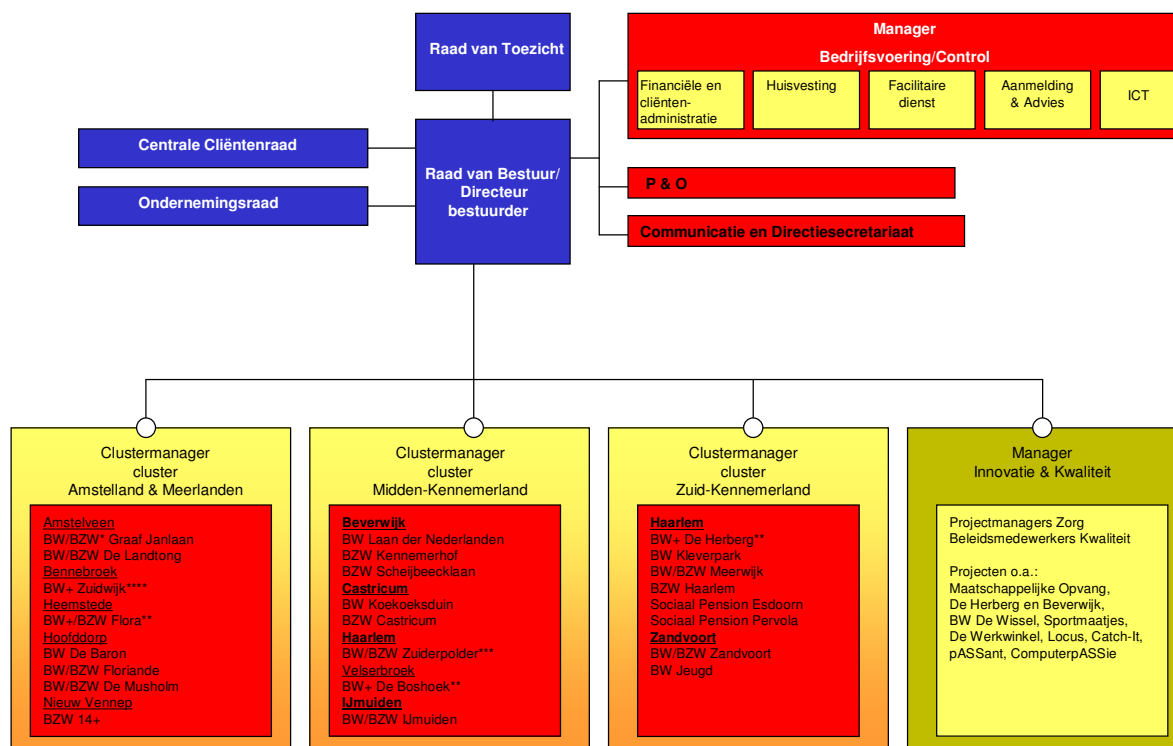 Raad van Toezicht
Manager
Bedrijfsvoering/Control
Financiële en
cliënten-
administratie
Huisvesting
Facilitaire
dienst
Aanmelding
& Advies
ICT
Centrale Cliëntenraad
Ondernemingsraad
Raad van Bestuur/
Directeur
bestuurder
P & O
Communicatie en Directiesecretariaat
Clustermanager
cluster
Amstelland & Meerlanden
Amstelveen
BW/BZW* Graaf Janlaan
BW/BZW De Landtong
Bennebroek
BW+ Zuidwijk****
Heemstede
BW+/BZW Flora**
Hoofddorp
BW De Baron
BW/BZW Floriande
BW/BZW De Musholm
Nieuw Vennep
BZW 14+
Clustermanager
cluster
Midden-Kennemerland
Beverwijk
BW Laan der Nederlanden
BZW Kennemerhof
BZW Scheijbeecklaan
Castricum
BW Koekoeksduin
BZW Castricum
Haarlem
BW/BZW Zuiderpolder***
Velserbroek
BW+ De Boshoek**
IJmuiden
BW/BZW IJmuiden
Clustermanager
cluster
Zuid-Kennemerland
Haarlem
BW+ De Herberg**
BW Kleverpark
BW/BZW Meerwijk
BZW Haarlem
Sociaal Pension Esdoorn
Sociaal Pension Pervola
Zandvoort
BW/BZW Zandvoort
BW Jeugd
Manager
Innovatie & Kwaliteit
Projectmanagers Zorg
Beleidsmedewerkers Kwaliteit
Projecten o.a.:
Maatschappelijke Opvang,
De Herberg en Beverwijk,
BW De Wissel, Sportmaatjes,
De Werkwinkel, Locus, Catch-It,
pASSant, ComputerpASSie